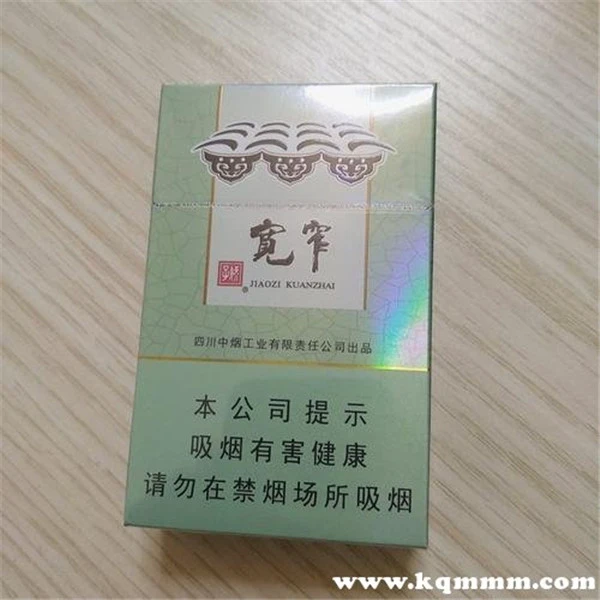 宽窄
娇子
® JIAOZI KUANZHAI
四川中烟工业有限责任公司出品
本公司提示
吸烟有害健康
请勿在禁烟场所吸烟
www.kqmmm.com